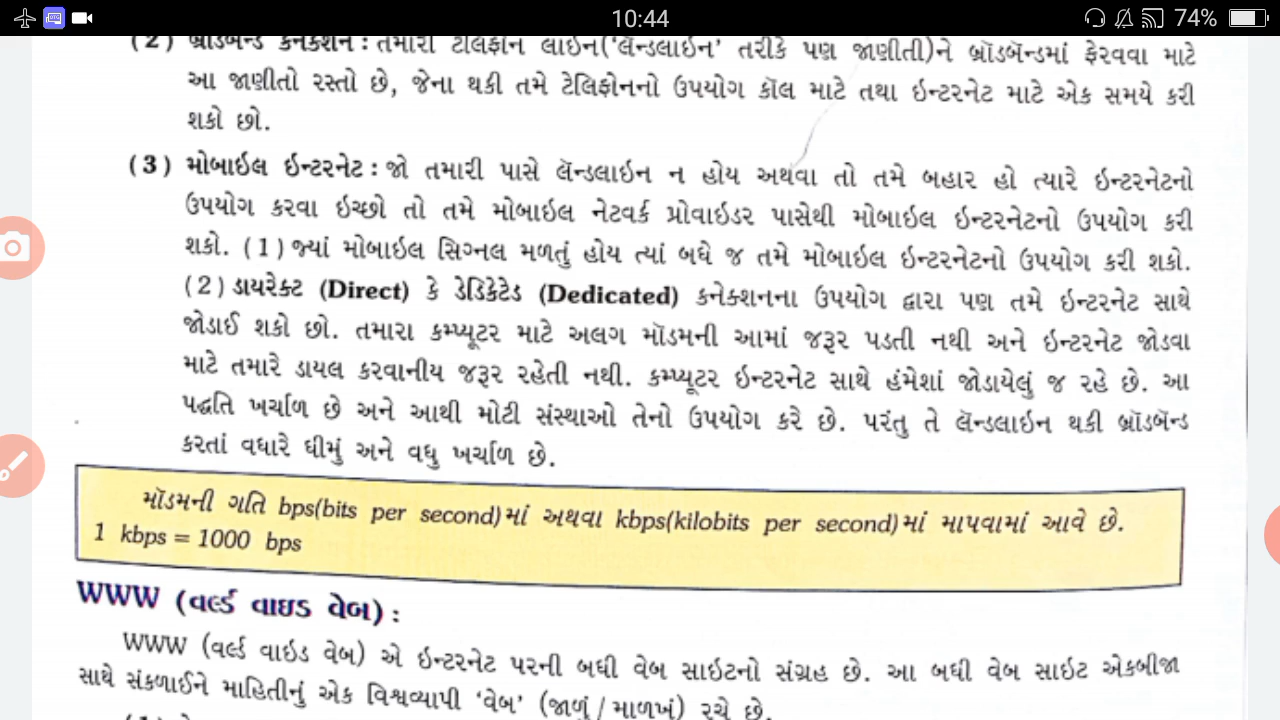 10:44
74%
(2) બ્રૉડબૅન્ડ કનેક્શન : તમારી ટેલિફોન લાઇન('લૅન્ડલાઇન' તરીકે પણ જાણીતી)ને બ્રૉડબૅન્ડમાં ફેરવવા માટે
આ જાણીતો રસ્તો છે, જેના થકી તમે ટેલિફોનનો ઉપયોગ કૉલ માટે તથા ઇન્ટરનેટ માટે એક સમયે કરી
શકો છો.
(3) મોબાઇલ ઇન્ટરનેટ : જો તમારી પાસે લૅન્ડલાઇન ન હોય અથવા તો તમે બહાર હો ત્યારે ઇન્ટરનેટનો
ઉપયોગ કરવા ઇચ્છો તો તમે મોબાઇલ નેટવર્ક પ્રોવાઇડર પાસેથી મોબાઇલ ઇન્ટરનેટનો ઉપયોગ કરી
શકો. (1) જ્યાં મોબાઇલ સિગ્નલ મળતું હોય ત્યાં બધે જ તમે મોબાઇલ ઇન્ટરનેટનો ઉપયોગ કરી શકો.
(2) ડાયરેક્ટ (Direct) કે ડેડિકેટેડ (Dedicated) કનેક્શનના ઉપયોગ દ્વારા પણ તમે ઇન્ટરનેટ સાથે
જોડાઈ શકો છો. તમારા કમ્પ્યૂટર માટે અલગ મૉડમની આમાં જરૂર પડતી નથી અને ઇન્ટરનેટ જોડવા
માટે તમારે ડાયલ કરવાનીય જરૂર રહેતી નથી. કમ્પ્યૂટર ઇન્ટરનેટ સાથે હંમેશાં જોડાયેલું જ રહે છે. આ
પદ્ધતિ ખર્ચાળ છે અને આથી મોટી સંસ્થાઓ તેનો ઉપયોગ કરે છે. પરંતુ તે લૅન્ડલાઇન થકી બ્રૉડબૅન્ડ
કરતાં વધારે ધીમું અને વધુ ખર્ચાળ છે.
મૉડમની ગતિ bps(bits per second)માં અથવા kbps(kilobits per second)માં માપવામાં આવે છે.
1 kbps = 1000 bps
WWW (વર્લ્ડ વાઇડ વેબ) :
WWW (વર્લ્ડ વાઇડ વેબ) એ ઇન્ટરનેટ પરની બધી વેબ સાઇટનો સંગ્રહ છે. આ બધી વેબ સાઇટ એકબીજા
સાથે સંકળાઈને માહિતીનું એક વિશ્વવ્યાપી 'વેબ' (જાળું / માળખં) રચે છે.